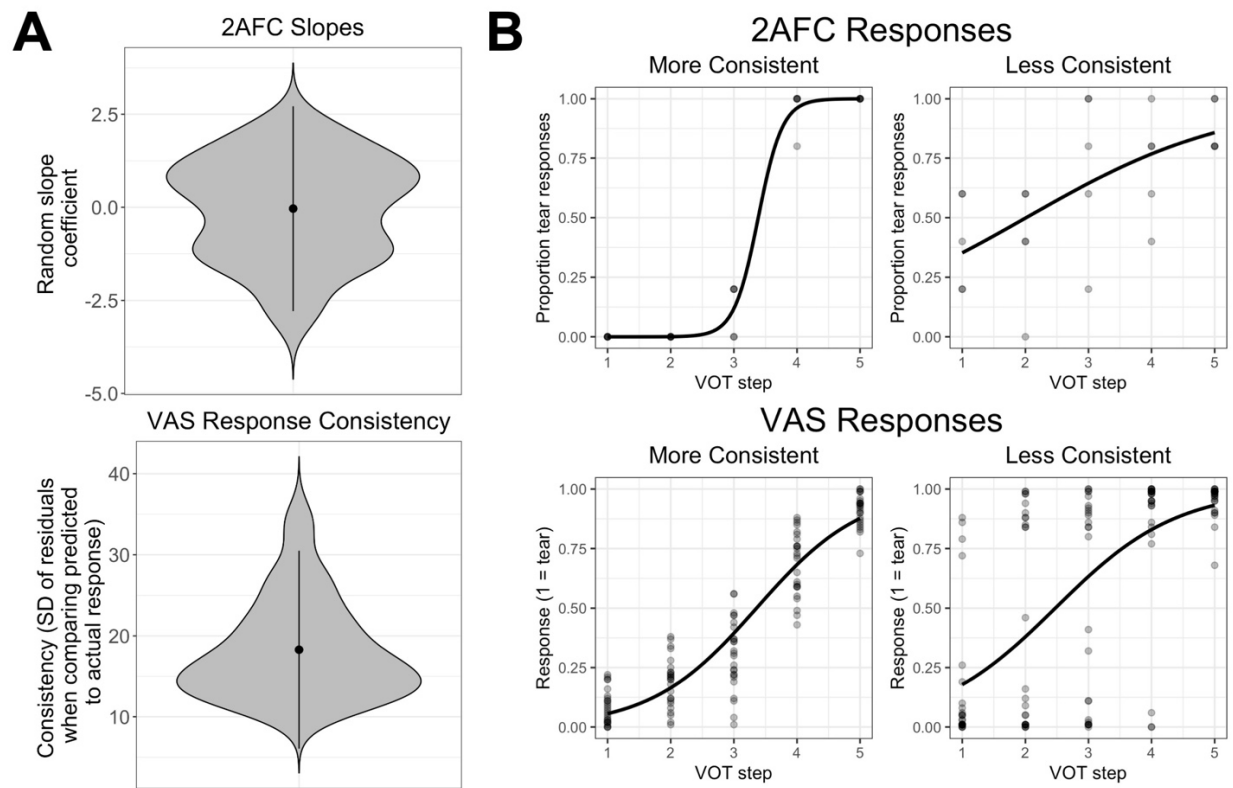 A
2AFC Slopes
Random slope
coefficient
2.5
0.0
-2.5
-5.0
VAS Response Consistency
Consistency (SD of residuals
when comparing predicted
to actual response)
40
30
20
10
B
2AFC Responses
More Consistent
Proportion tear responses
1.00
0.75
0.50
0.25
0.00
1 2 3 4 5
VOT step
Less Consistent
Proportion tear responses
1.00
0.75
0.50
0.25
0.00
1 2 3 4 5
VOT step
VAS Responses
More Consistent
Response (1 = tear)
1.00
0.75
0.50
0.25
0.00
1 2 3 4 5
VOT step
Less Consistent
Response (1 = tear)
1.00
0.75
0.50
0.25
0.00
1 2 3 4 5
VOT step